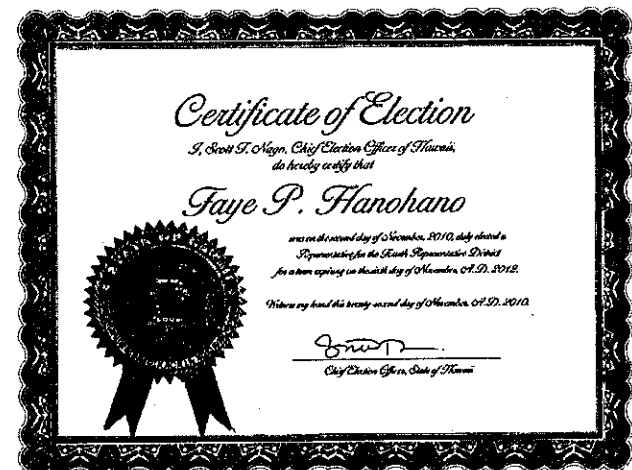 Certificate of Election
I, Scott T. Nago, Chief Election Officer of Hawaii,
do hereby certify that
Faye P. Hanohano
was on the second day of November, 2010, duly elected a
Representative for the Fourth Representative District
for a term expiring on the sixth day of November, A.D. 2012.
Witness my hand this twenty-second day of November, A.D. 2010.
Chief Election Officer, State of Hawaii